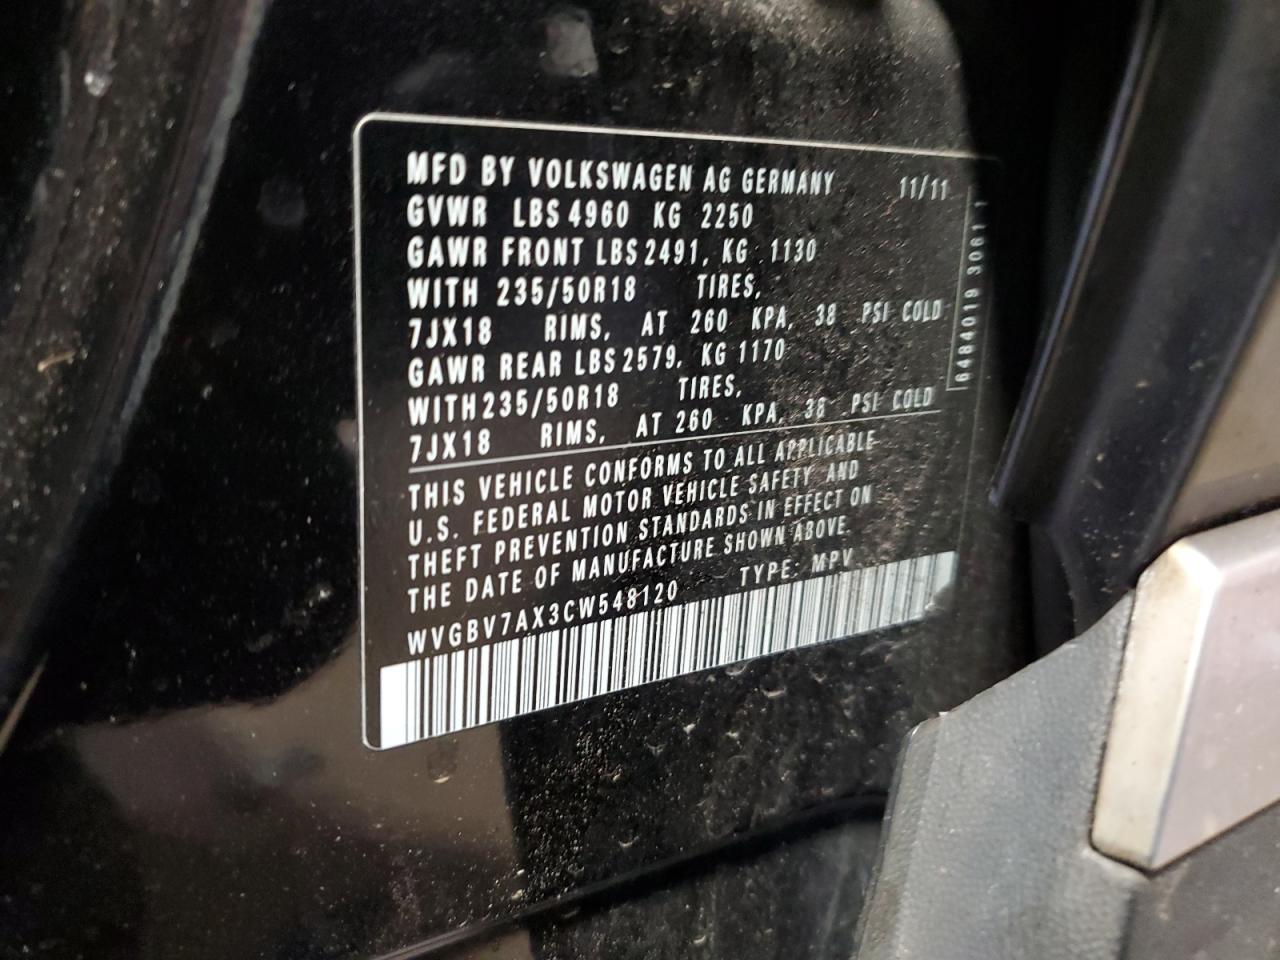 MFD BY VOLKSWAGEN AG GERMANY 11/11
GVWR LBS 4960 KG 2250
GAWR FRONT LBS 2491, KG 1130
WITH 235/50R18 TIRES,
7JX18 RIMS, AT 260 KPA, 38 PSI COLD
GAWR REAR LBS 2579, KG 1170
WITH 235/50R18 TIRES,
7JX18 RIMS, AT 260 KPA, 38 PSI COLD
THIS VEHICLE CONFORMS TO ALL APPLICABLE
U.S. FEDERAL MOTOR VEHICLE SAFETY AND
THEFT PREVENTION STANDARDS IN EFFECT ON
THE DATE OF MANUFACTURE SHOWN ABOVE.
WVGBV7AX3CW548120 TYPE: MPV
6484019 3061 1